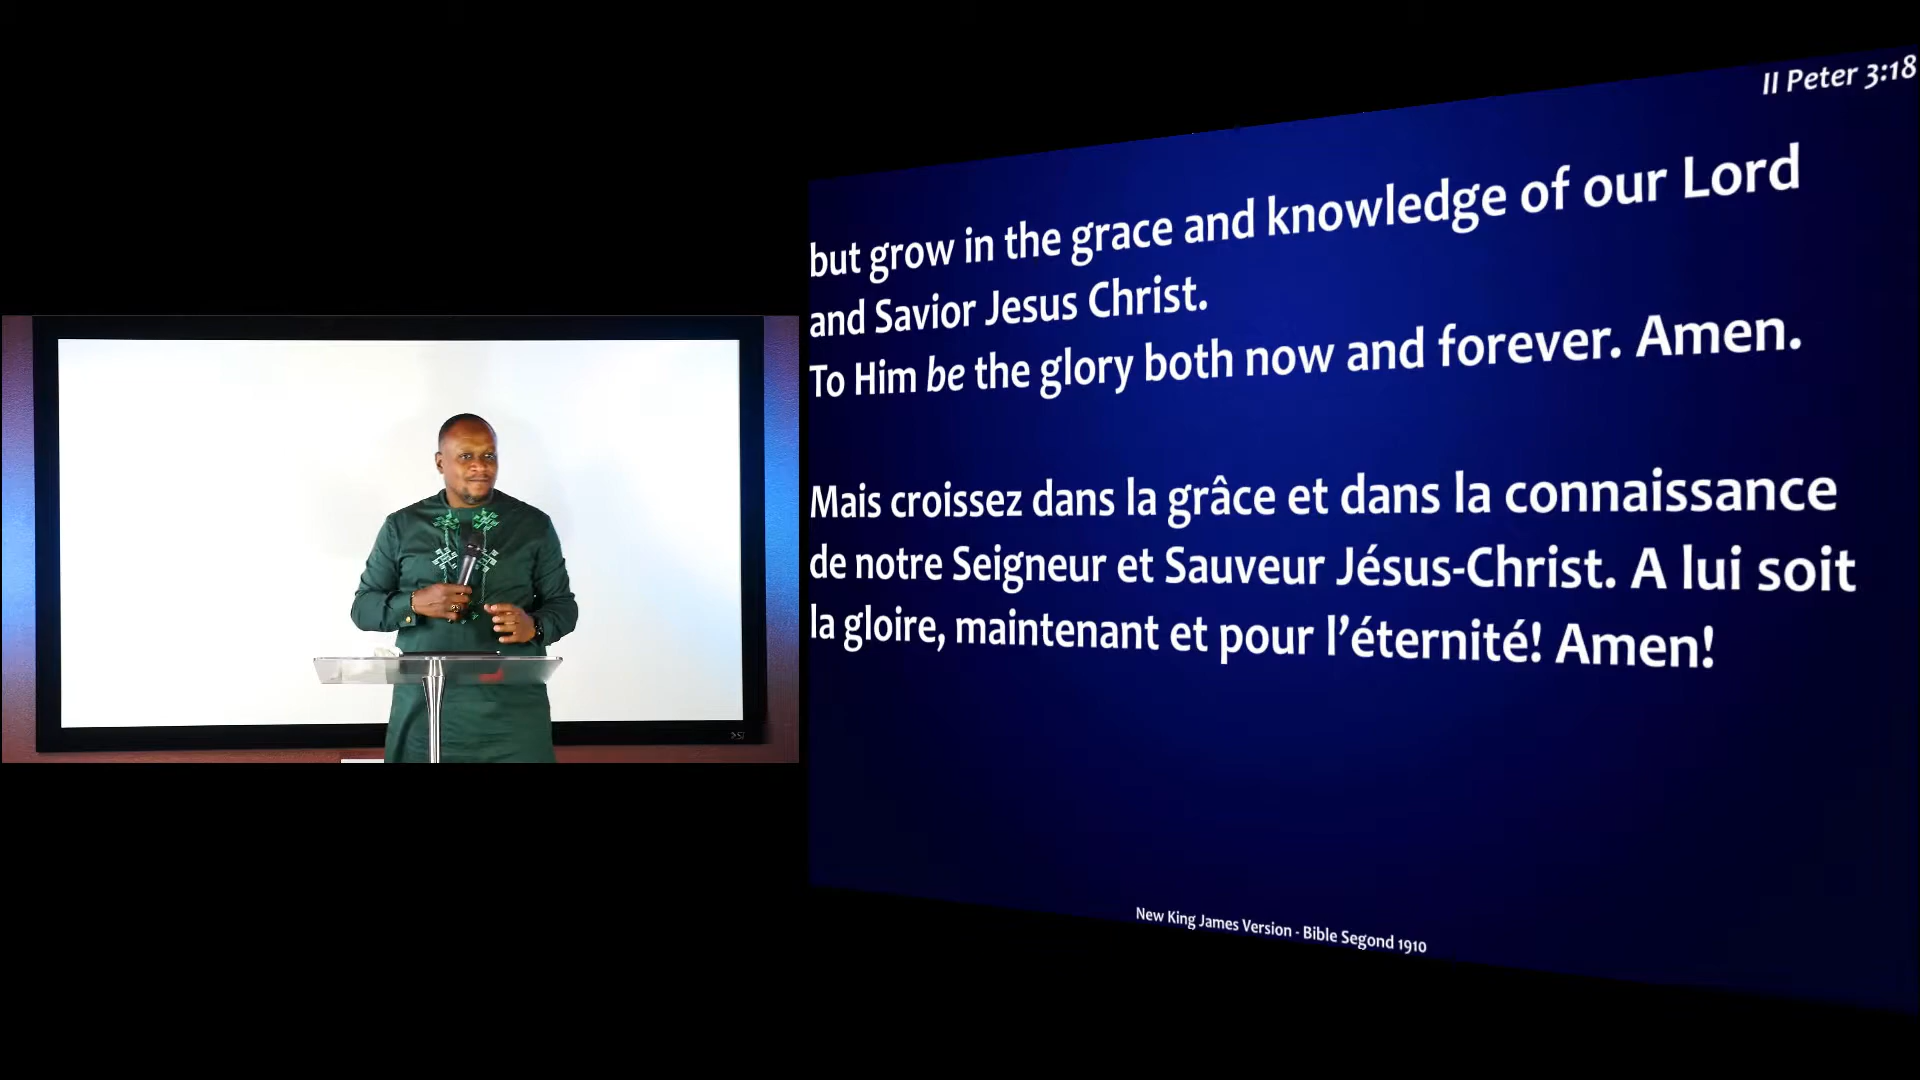 II Peter 3:18
but grow in the grace and knowledge of our Lord
and Savior Jesus Christ.
To Him be the glory both now and forever. Amen.
Mais croissez dans la grâce et dans la connaissance
de notre Seigneur et Sauveur Jésus-Christ. A lui soit
la gloire, maintenant et pour l’éternité! Amen!
New King James Version - Bible Segond 1910